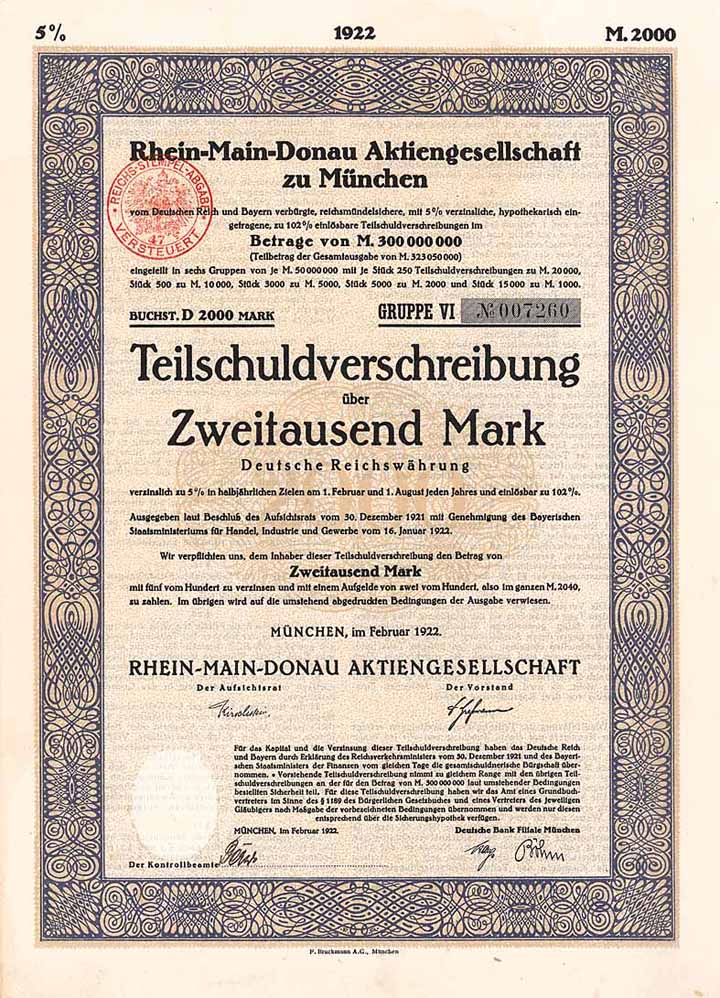 5%
1922
M. 2000
Rhein-Main-Donau Aktiengesellschaft
zu München
REICHS-STEMPEL-ABGABE
47
VERSTEUERT
vom Deutschen Reich und Bayern verbürgte, reichsmündelsichere, mit 5% verzinsliche, hypothekarisch ein-
getragene, zu 102% einlösbare Teilschuldverschreibungen im
Betrage von M. 300 000 000
(Teilbetrag der Gesamtausgabe von M. 323 050 000)
eingeteilt in sechs Gruppen von je M. 50 000 000 mit je Stück 250 Teilschuldverschreibungen zu M. 20 000,
Stück 500 zu M. 10 000, Stück 3000 zu M. 5000, Stück 5000 zu M. 2000 und Stück 15 000 zu M. 1000.
BUCHST. D 2000 MARK
GRUPPE VI
No 007260
Teilschuldverschreibung
über
Zweitausend Mark
Deutsche Reichswährung
verzinslich zu 5% in halbjährlichen Zielen am 1. Februar und 1. August jeden Jahres und einlösbar zu 102%.
Ausgegeben laut Beschluß des Aufsichtsrats vom 30. Dezember 1921 mit Genehmigung des Bayerischen
Staatsministeriums für Handel, Industrie und Gewerbe vom 16. Januar 1922.
Wir verpflichten uns, dem Inhaber dieser Teilschuldverschreibung den Betrag von
Zweitausend Mark
mit fünf vom Hundert zu verzinsen und mit einem Aufgelde von zwei vom Hundert, also im ganzen M. 2040,
zu zahlen. Im übrigen wird auf die umstehend abgedruckten Bedingungen der Ausgabe verwiesen.
MÜNCHEN, im Februar 1922.
RHEIN-MAIN-DONAU AKTIENGESELLSCHAFT
Der Aufsichtsrat
Der Vorstand
Für das Kapital und die Verzinsung dieser Teilschuldverschreibung haben das Deutsche Reich
und Bayern durch Erklärung des Reichsverkehrsministers vom 30. Dezember 1921 und des Bayeri-
schen Staatsministers der Finanzen vom gleichen Tage die gesamtschuldnerische Bürgschaft über-
nommen. • Vorstehende Teilschuldverschreibung nimmt zu gleichem Range mit den übrigen Teil-
schuldverschreibungen an der für den Betrag von M. 300 000 000 laut umstehender Bedingungen
bestellten Sicherheit teil. Für diese Teilschuldverschreibung haben wir das Amt eines Grundbuch-
vertreters im Sinne des § 1189 des Bürgerlichen Gesetzbuches und eines Vertreters des jeweiligen
Gläubigers nach Maßgabe der vorbezeichneten Bedingungen übernommen und werden nur diesen
entsprechend über die Sicherungshypothek verfügen.
MÜNCHEN, im Februar 1922.
Deutsche Bank Filiale München
Böhm
Der Kontrollbeamte
F. Bruckmann A.G., München